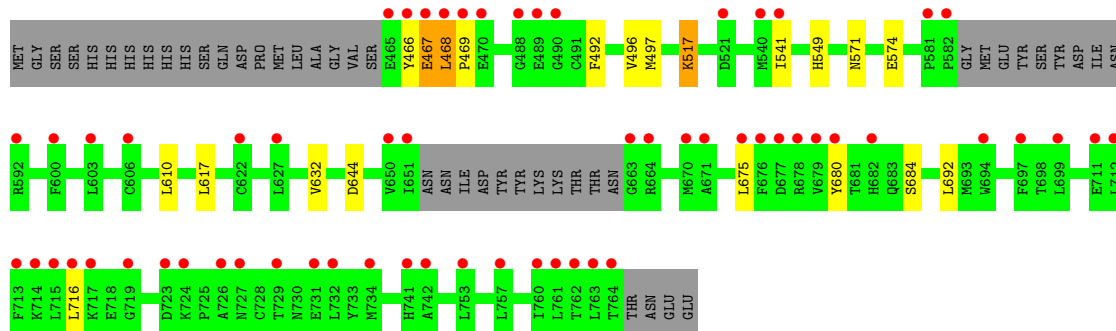 MET GLY SER SER HIS HIS HIS HIS HIS HIS SER GLN ASP PRO MET LEU ALA GLY VAL SER E465 Y466 E467 L468 P469 E470 G488 E489 G490 C491 F492 V496 M497 K517 D521 M540 I541 H549 N571 E574 P581 P582 GLY MET GLU TYR SER TYR ASP ILE ASN
R592 F600 L603 C606 L610 L617 C622 L627 V632 D644 V650 I651 ASN ASN ILE ASP TYR TYR LYS LYS THR THR ASN G663 R664 M670 A671 L675 F676 D677 R678 V679 Y680 T681 H682 Q683 S684 L692 M693 W694 F697 T698 L699 E711 L712
F713 K714 L715 L716 K717 E718 G719 D723 K724 P725 A726 N727 C728 T729 N730 E731 L732 Y733 M734 H741 A742 L753 L757 I760 L761 T762 L763 T764 THR ASN GLU GLU